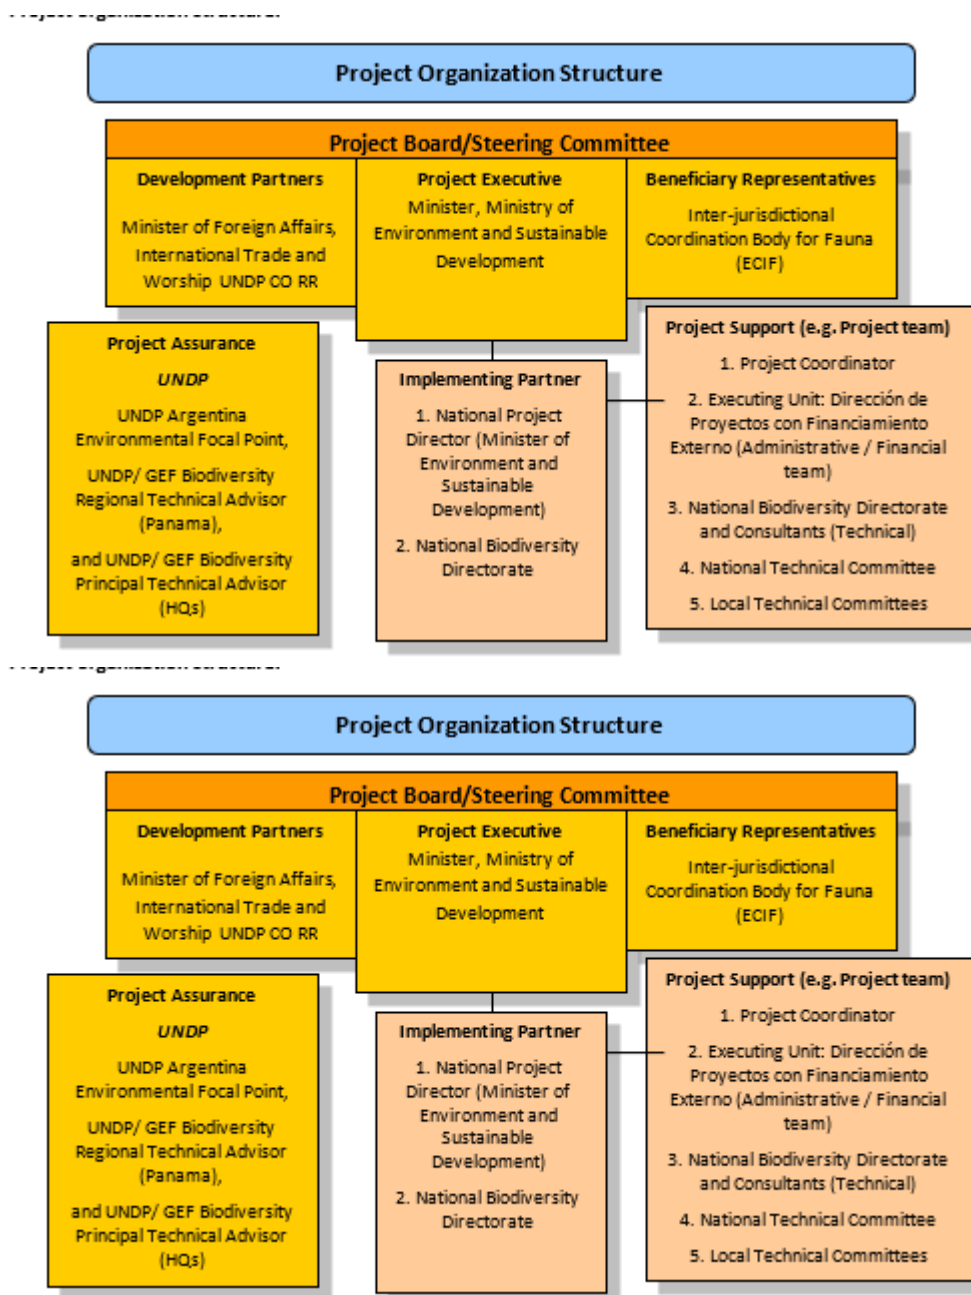 Project Organization Structure
Project Board/Steering Committee
Development Partners
Minister of Foreign Affairs,
International Trade and
Worship UNDP CO RR
Project Executive
Minister, Ministry of
Environment and Sustainable
Development
Beneficiary Representatives
Inter-jurisdictional
Coordination Body for Fauna
(ECIF)
Project Assurance
UNDP
UNDP Argentina
Environmental Focal Point,
UNDP/ GEF Biodiversity
Regional Technical Advisor
(Panama),
and UNDP/ GEF Biodiversity
Principal Technical Advisor
(HQs)
Implementing Partner
1. National Project
Director (Minister of
Environment and
Sustainable
Development)
2. National Biodiversity
Directorate
Project Support (e.g. Project team)
1. Project Coordinator
2. Executing Unit: Dirección de
Proyectos con Financiamiento
Externo (Administrative / Financial
team)
3. National Biodiversity Directorate
and Consultants (Technical)
4. National Technical Committee
5. Local Technical Committees
Project Organization Structure
Project Board/Steering Committee
Development Partners
Minister of Foreign Affairs,
International Trade and
Worship UNDP CO RR
Project Executive
Minister, Ministry of
Environment and Sustainable
Development
Beneficiary Representatives
Inter-jurisdictional
Coordination Body for Fauna
(ECIF)
Project Assurance
UNDP
UNDP Argentina
Environmental Focal Point,
UNDP/ GEF Biodiversity
Regional Technical Advisor
(Panama),
and UNDP/ GEF Biodiversity
Principal Technical Advisor
(HQs)
Implementing Partner
1. National Project
Director (Minister of
Environment and
Sustainable
Development)
2. National Biodiversity
Directorate
Project Support (e.g. Project team)
1. Project Coordinator
2. Executing Unit: Dirección de
Proyectos con Financiamiento
Externo (Administrative / Financial
team)
3. National Biodiversity Directorate
and Consultants (Technical)
4. National Technical Committee
5. Local Technical Committees